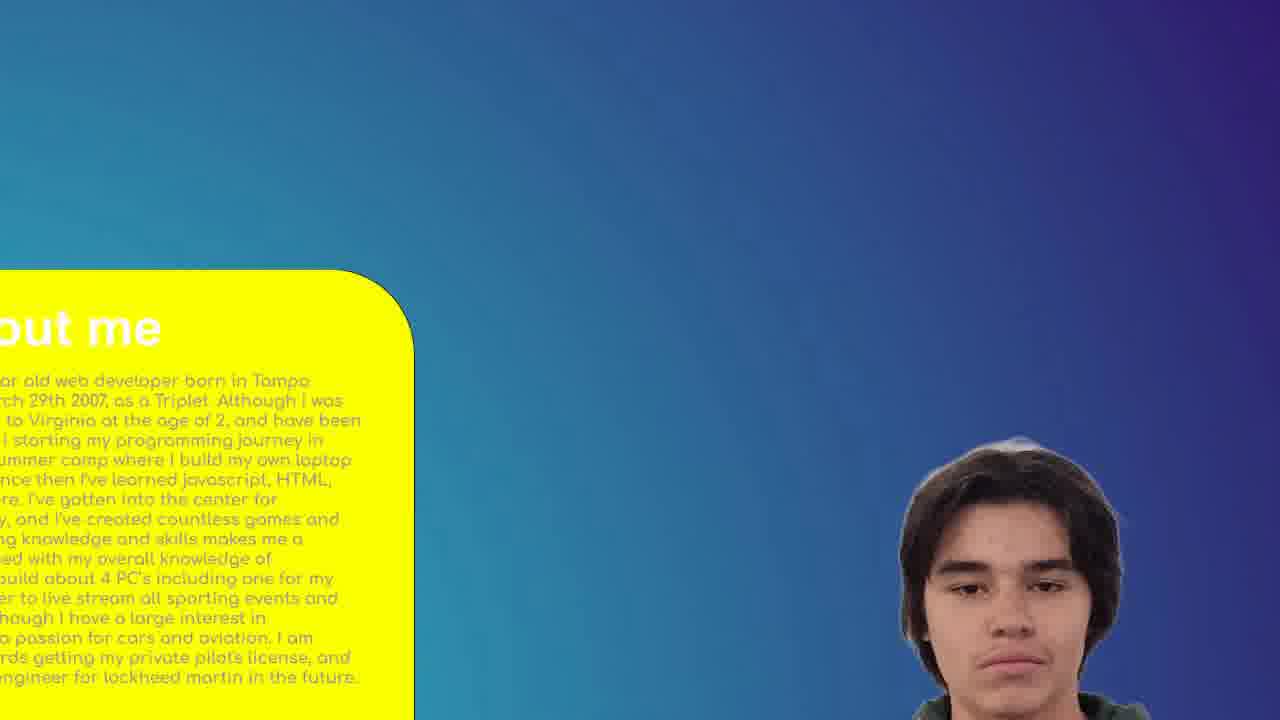 out me
ar old web developer born in Tampa
rch 29th 2007, as a Triplet. Although I was
to Virginia at the age of 2, and have been
I starting my programming journey in
ummer camp where I build my own laptop
nce then I've learned javascript, HTML,
re. I've gotten into the center for
y, and I've created countless games and
ng knowledge and skills makes me a
ed with my overall knowledge of
build about 4 PC's including one for my
er to live stream all sporting events and
hough I have a large interest in
a passion for cars and aviation. I am
rds getting my private pilot's license, and
engineer for lockheed martin in the future.